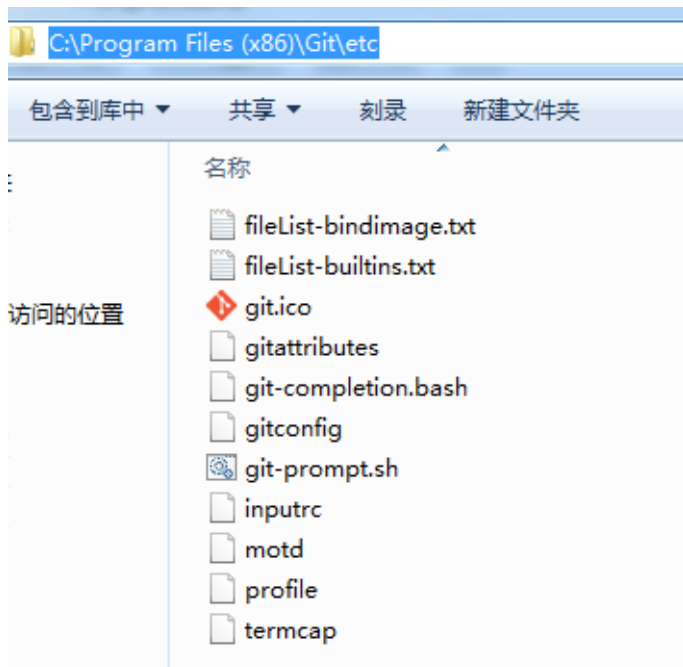 C:\Program Files (x86)\Git\etc
包含到库中 共享 刻录 新建文件夹
名称
fileList-bindimage.txt
fileList-builtins.txt
git.ico
访问的位置
gitattributes
git-completion.bash
gitconfig
git-prompt.sh
inputrc
motd
profile
termcap